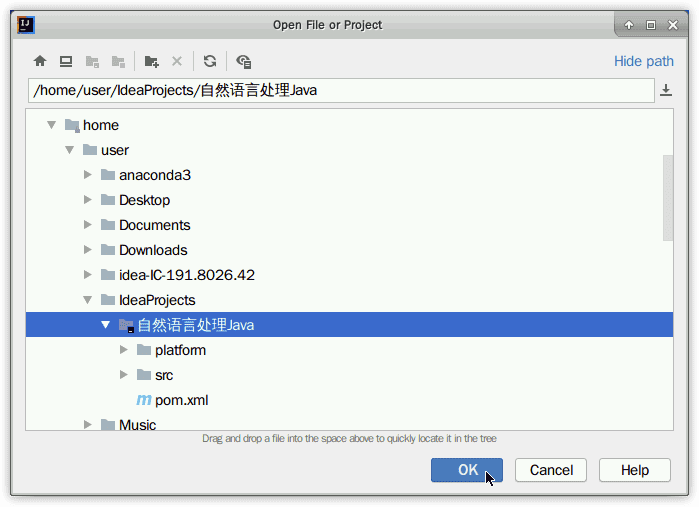 Open File or Project
Hide path
/home/user/IdeaProjects/自然语言处理Java
home
user
anaconda3
Desktop
Documents
Downloads
idea-IC-191.8026.42
IdeaProjects
自然语言处理Java
platform
src
m pom.xml
Music
Drag and drop a file into the space above to quickly locate it in the tree
OK Cancel Help